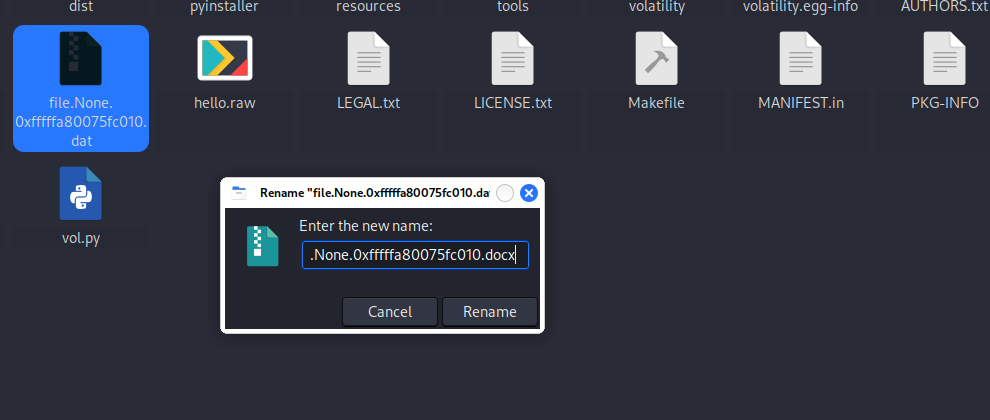 dist
pyinstaller
resources
tools
volatility
volatility.egg-info
AUTHORS.txt
file.None.
0xfffffa80075fc010.
dat
hello.raw
LEGAL.txt
LICENSE.txt
Makefile
MANIFEST.in
PKG-INFO
vol.py
Rename "file.None.0xfffffa80075fc010.da
Enter the new name:
.None.0xfffffa80075fc010.docx
Cancel
Rename